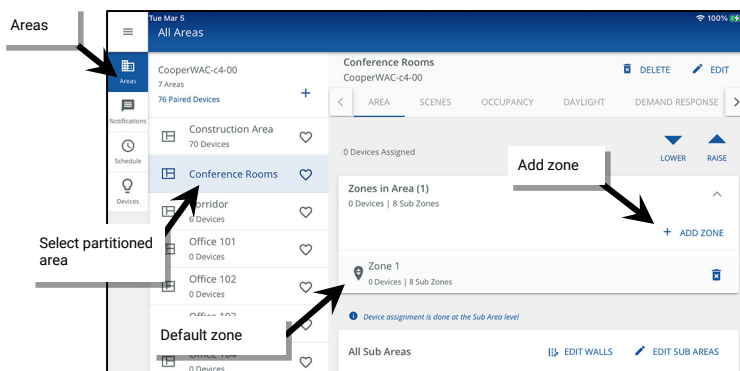 Areas
Tue Mar 5
100%
All Areas
Areas
Notifications
Schedule
Devices
CooperWAC-c4-00
7 Areas
76 Paired Devices
+
Construction Area
70 Devices
Conference Rooms
orridor
6 Devices
Office 101
0 Devices
Office 102
0 Devices
Office 104
0 Devices
Conference Rooms
CooperWAC-c4-00
DELETE
EDIT
< AREA SCENES OCCUPANCY DAYLIGHT DEMAND RESPONSE >
0 Devices Assigned
LOWER RAISE
Add zone
Zones in Area (1)
0 Devices | 8 Sub Zones
+ ADD ZONE
Zone 1
0 Devices | 8 Sub Zones
Device assignment is done at the Sub Area level
All Sub Areas
EDIT WALLS
EDIT SUB AREAS
Select partitioned
area
Default zone